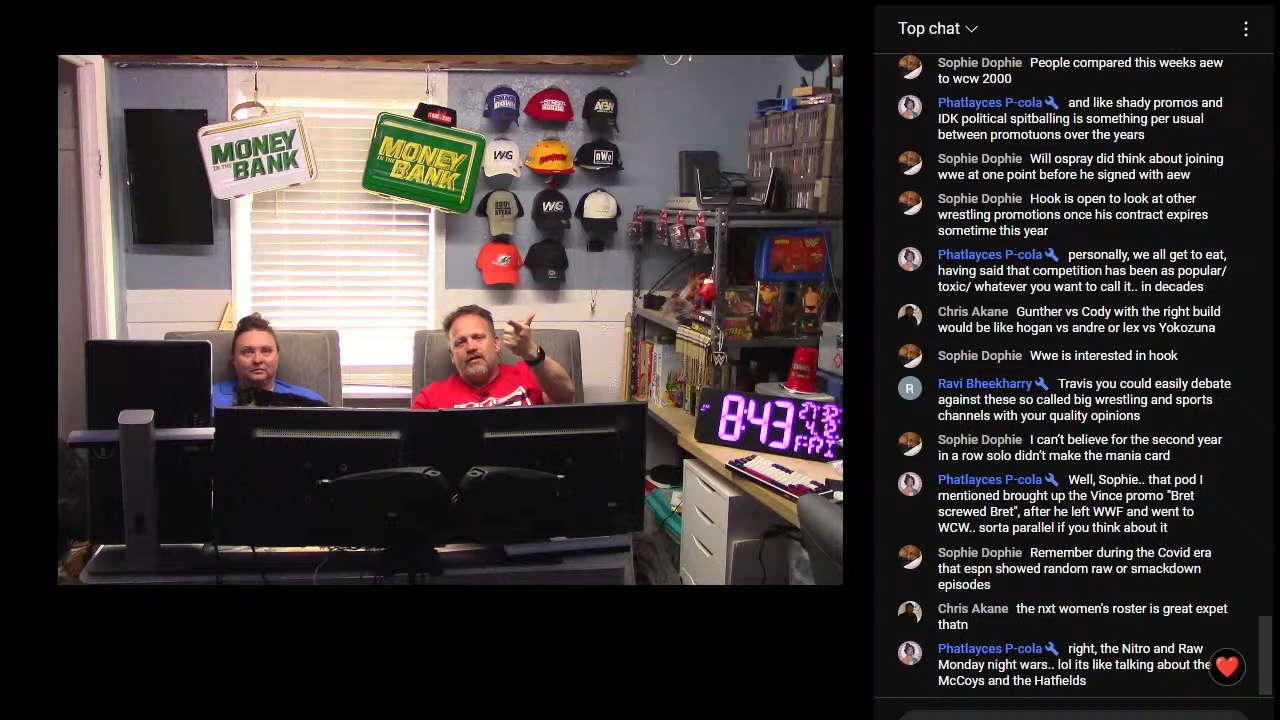 MONEY
IN THE
BANK
MONEY
IN THE
BANK
nWo
8:43
FRI
Top chat
Sophie Dophie People compared this weeks aew
to wcw 2000
Phatlayces P-cola and like shady promos and
IDK political spitballing is something per usual
between promotuons over the years
Sophie Dophie Will ospray did think about joining
wwe at one point before he signed with aew
Sophie Dophie Hook is open to look at other
wrestling promotions once his contract expires
sometime this year
Phatlayces P-cola personally, we all get to eat,
having said that competition has been as popular/
toxic/ whatever you want to call it.. in decades
Chris Akane Gunther vs Cody with the right build
would be like hogan vs andre or lex vs Yokozuna
Sophie Dophie Wwe is interested in hook
R
Ravi Bheekharry Travis you could easily debate
against these so called big wrestling and sports
channels with your quality opinions
Sophie Dophie I can't believe for the second year
in a row solo didn't make the mania card
Phatlayces P-cola Well, Sophie.. that pod I
mentioned brought up the Vince promo "Bret
screwed Bret", after he left WWF and went to
WCW.. sorta parallel if you think about it
Sophie Dophie Remember during the Covid era
that espn showed random raw or smackdown
episodes
Chris Akane the nxt women's roster is great expet
thatn
Phatlayces P-cola right, the Nitro and Raw
Monday night wars.. lol its like talking about the
McCoys and the Hatfields